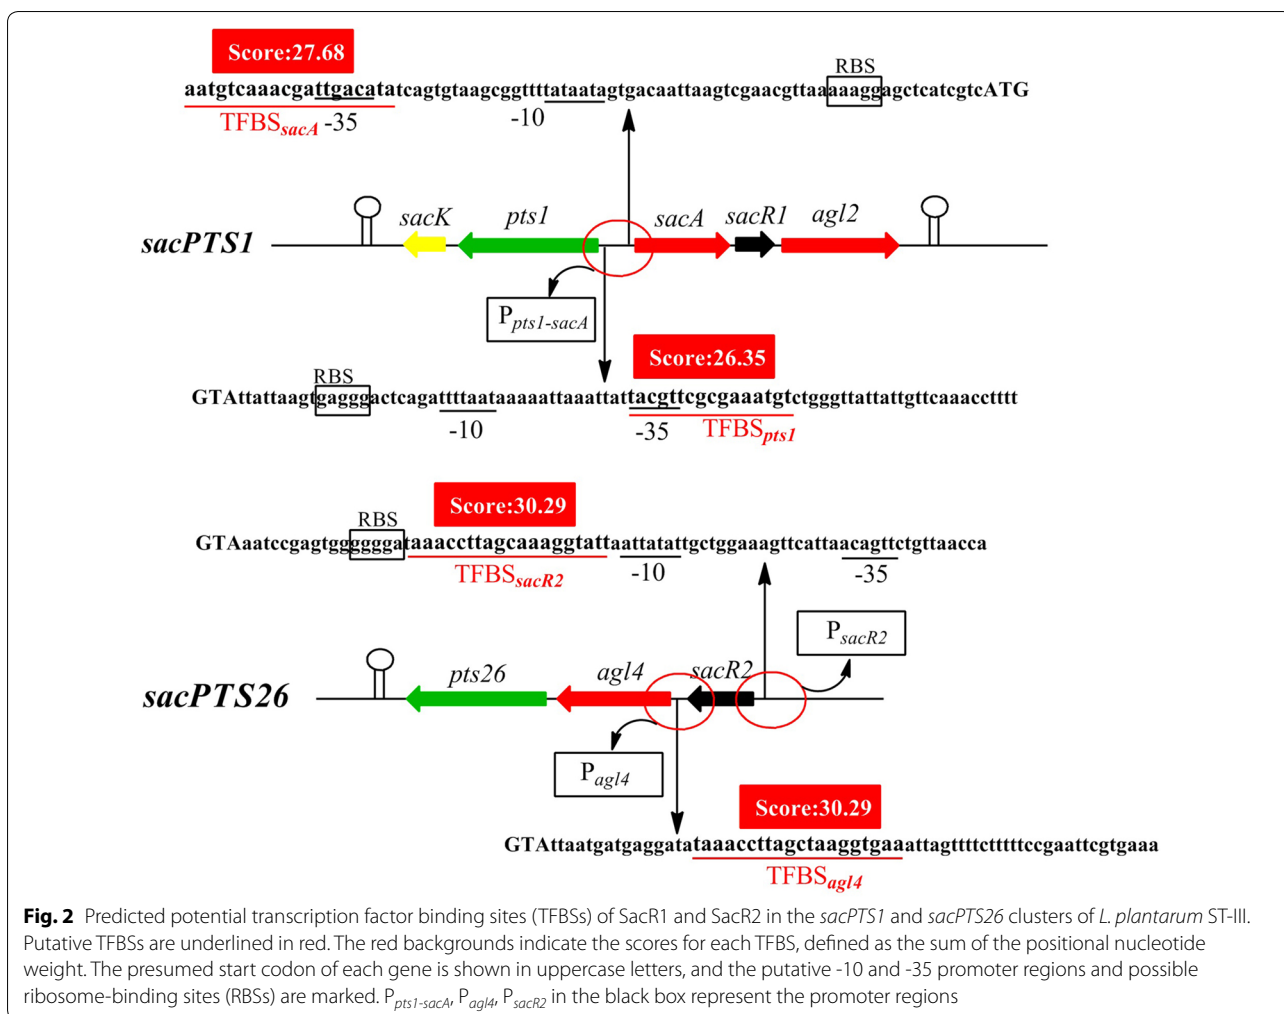 Score:27.68
RBS
aatgtcaaacgattgacatatcagtgtaagcggttttataatagtgacaattaagtcgaacgttaaaaaggagctcatcgtcATG
TFBSsacA -35 -10
sacK pts1 sacA sacR1 agl2
sacPTS1
Ppts1-sacA
Score:26.35
RBS
GTAttattaagtgagggactcagattttaataaaaattaaattattacgttcgcgaaatgtctgggttattattgttcaaacctttt
-10 -35 TFBSpts1
Score:30.29
RBS
GTAaatccgagtggggggataaaccttagcaaaggtattaattatattgctggaaagttcattaacagttctgttaacca
TFBSsacR2 -10 -35
PsacR2
pts26 agl4 sacR2
sacPTS26
Pagl4
Score:30.29
GTAttaatgatgaggatataaaccttagctaaggtgaaattagttttctttttccgaattcgtgaaa
TFBSagl4
Fig. 2 Predicted potential transcription factor binding sites (TFBSs) of SacR1 and SacR2 in the sacPTS1 and sacPTS26 clusters of L. plantarum ST-III.
Putative TFBSs are underlined in red. The red backgrounds indicate the scores for each TFBS, defined as the sum of the positional nucleotide
weight. The presumed start codon of each gene is shown in uppercase letters, and the putative -10 and -35 promoter regions and possible
ribosome-binding sites (RBSs) are marked. Ppts1-sacA, Pagl4, PsacR2 in the black box represent the promoter regions